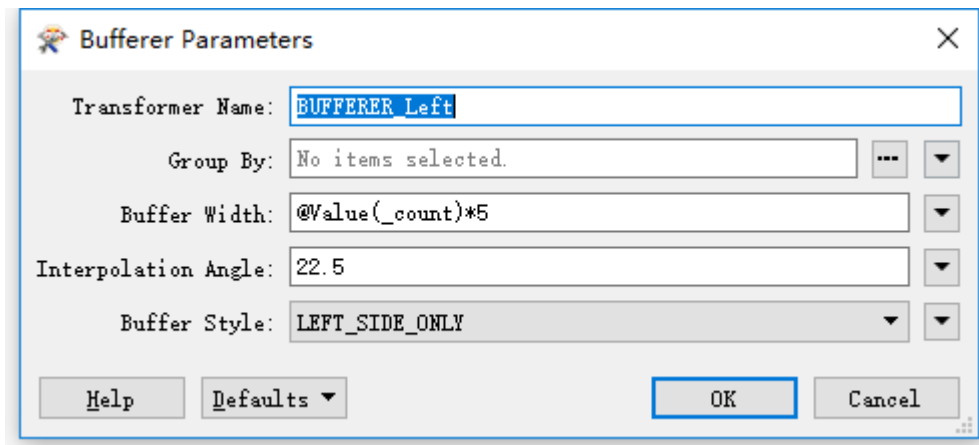 Bufferer Parameters
Transformer Name: BUFFERER_Left
Group By: No items selected.
Buffer Width: @Value(_count)*5
Interpolation Angle: 22.5
Buffer Style: LEFT_SIDE_ONLY
Help Defaults OK Cancel